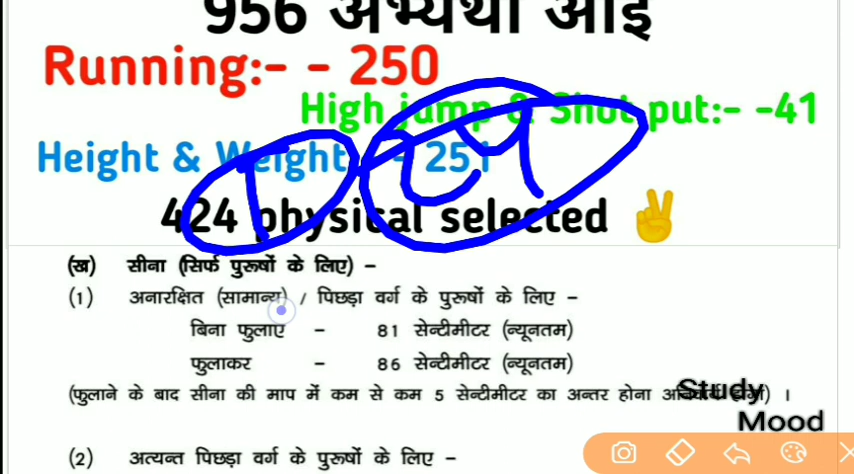 956 अभ्यर्थी आई
Running:- - 250
High jump & Shot put:- -41
Height & Weight - 251
424 physical selected ✌
(ख) सीना (सिर्फ पुरूषों के लिए) –
(1) अनारक्षित (सामान्य) / पिछड़ा वर्ग के पुरूषों के लिए –
बिना फुलाए – 81 सेन्टीमीटर (न्यूनतम)
फुलाकर – 86 सेन्टीमीटर (न्यूनतम)
(फुलाने के बाद सीना की माप में कम से कम 5 सेन्टीमीटर का अन्तर होना अनिवार्य होगा) ।
Study
Mood
(2) अत्यन्त पिछड़ा वर्ग के पुरूषों के लिए –